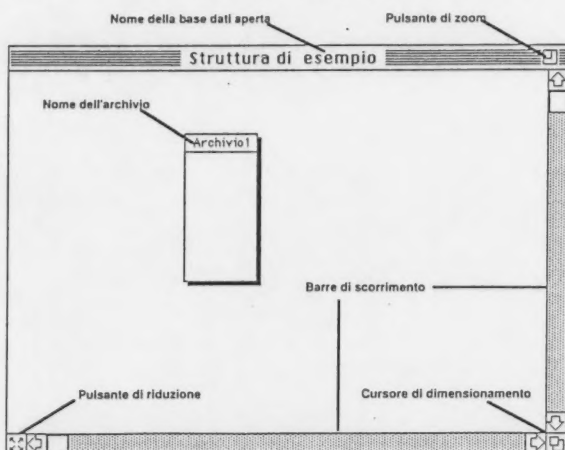 Nome della base dati aperta
Pulsante di zoom
Struttura di esempio
Nome dell'archivio
Archivio1
Barre di scorrimento
Pulsante di riduzione
Cursore di dimensionamento